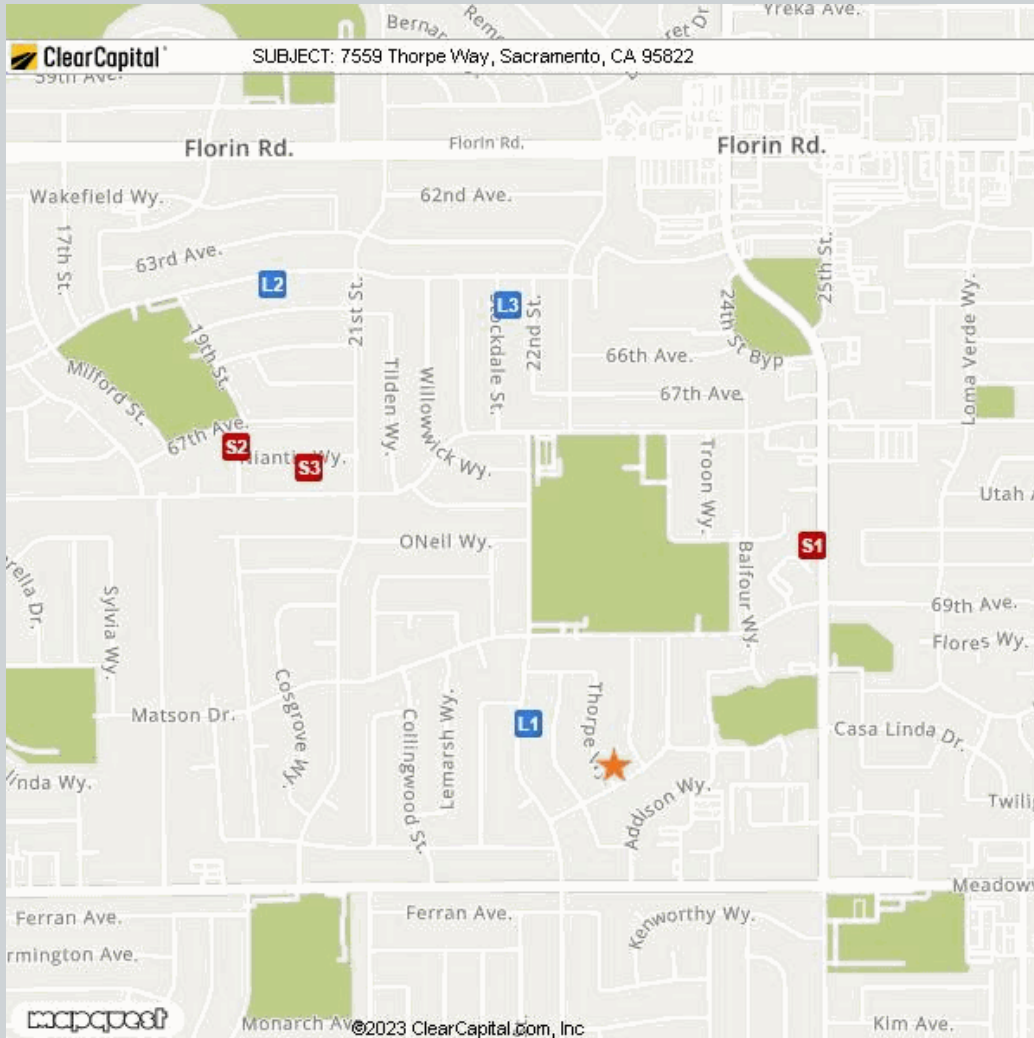 Yreka Ave.
ClearCapital
SUBJECT: 7559 Thorpe Way, Sacramento, CA 95822
59th Ave.
Florin Rd.
Florin Rd.
Florin Rd.
Wakefield Wy.
62nd Ave.
17th St.
63rd Ave.
25th St.
L2
L3
21st St.
22nd St.
24th St Byp
Loma Verde Wy.
19th St.
66th Ave.
Milford St.
Tilden Wy.
Willowwick Wy.
67th Ave.
67th Ave.
S2
S3
Troon Wy.
Utah
ONeil Wy.
S1
Balfour Wy.
Sylvia Wy.
69th Ave.
Flores Wy.
Cosgrove Wy.
Lemarsh Wy.
Thorpe
Matson Dr.
Collingwood St.
L1
Casa Linda Dr.
Addison Wy.
Ferran Ave.
Ferran Ave.
Kenworthy Wy.
mapquest
©2023 ClearCapital.com, Inc
Kim Ave.